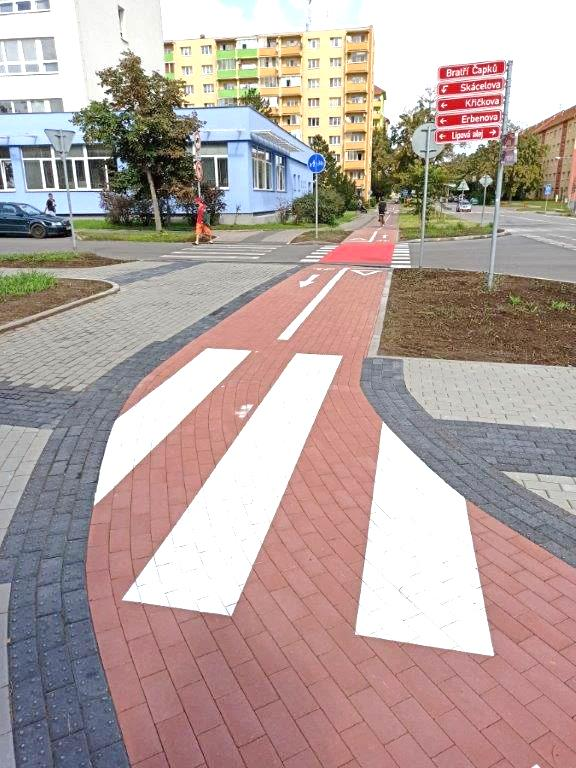 Bratří Čapků
Skácelova
Křičkova
Erbenova
Lipová alej